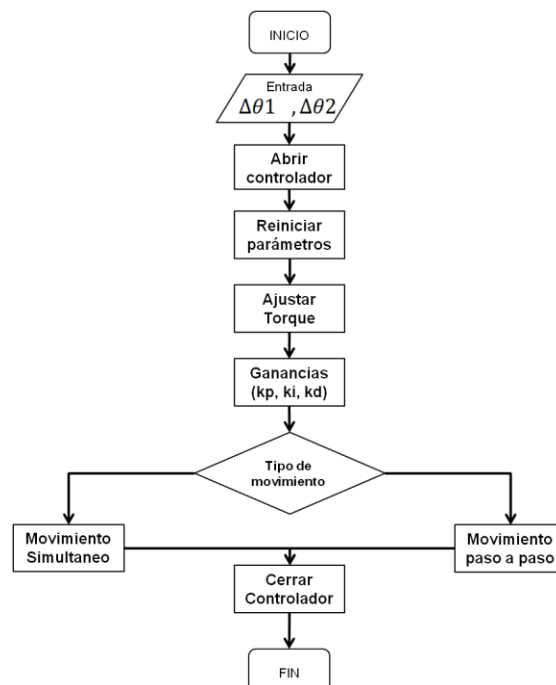 INICIO
Entrada
Δθ1 , Δθ2
Abrir
controlador
Reiniciar
parámetros
Ajustar
Torque
Ganancias
(kp, ki, kd)
Tipo de
movimiento
Movimiento
Simultaneo
Movimiento
paso a paso
Cerrar
Controlador
FIN